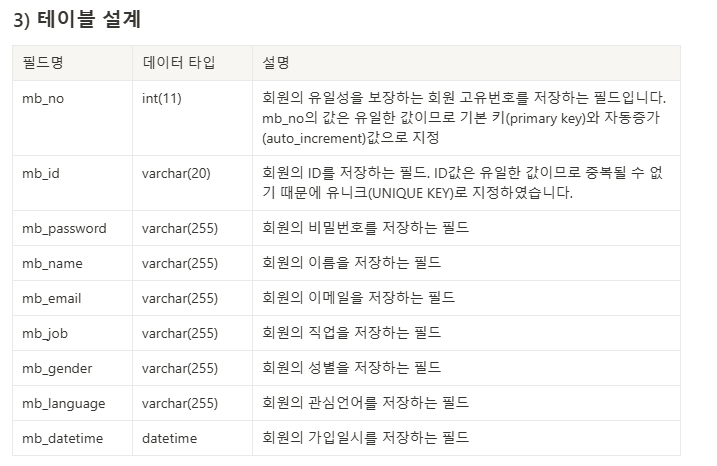 3) 테이블 설계
필드명 데이터 타입 설명
mb_no int(11) 회원의 유일성을 보장하는 회원 고유번호를 저장하는 필드입니다.
mb_no의 값은 유일한 값이므로 기본 키(primary key)와 자동증가
(auto_increment)값으로 지정
mb_id varchar(20) 회원의 ID를 저장하는 필드. ID값은 유일한 값이므로 중복될 수 없
기 때문에 유니크(UNIQUE KEY)로 지정하였습니다.
mb_password varchar(255) 회원의 비밀번호를 저장하는 필드
mb_name varchar(255) 회원의 이름을 저장하는 필드
mb_email varchar(255) 회원의 이메일을 저장하는 필드
mb_job varchar(255) 회원의 직업을 저장하는 필드
mb_gender varchar(255) 회원의 성별을 저장하는 필드
mb_language varchar(255) 회원의 관심언어를 저장하는 필드
mb_datetime datetime 회원의 가입일시를 저장하는 필드